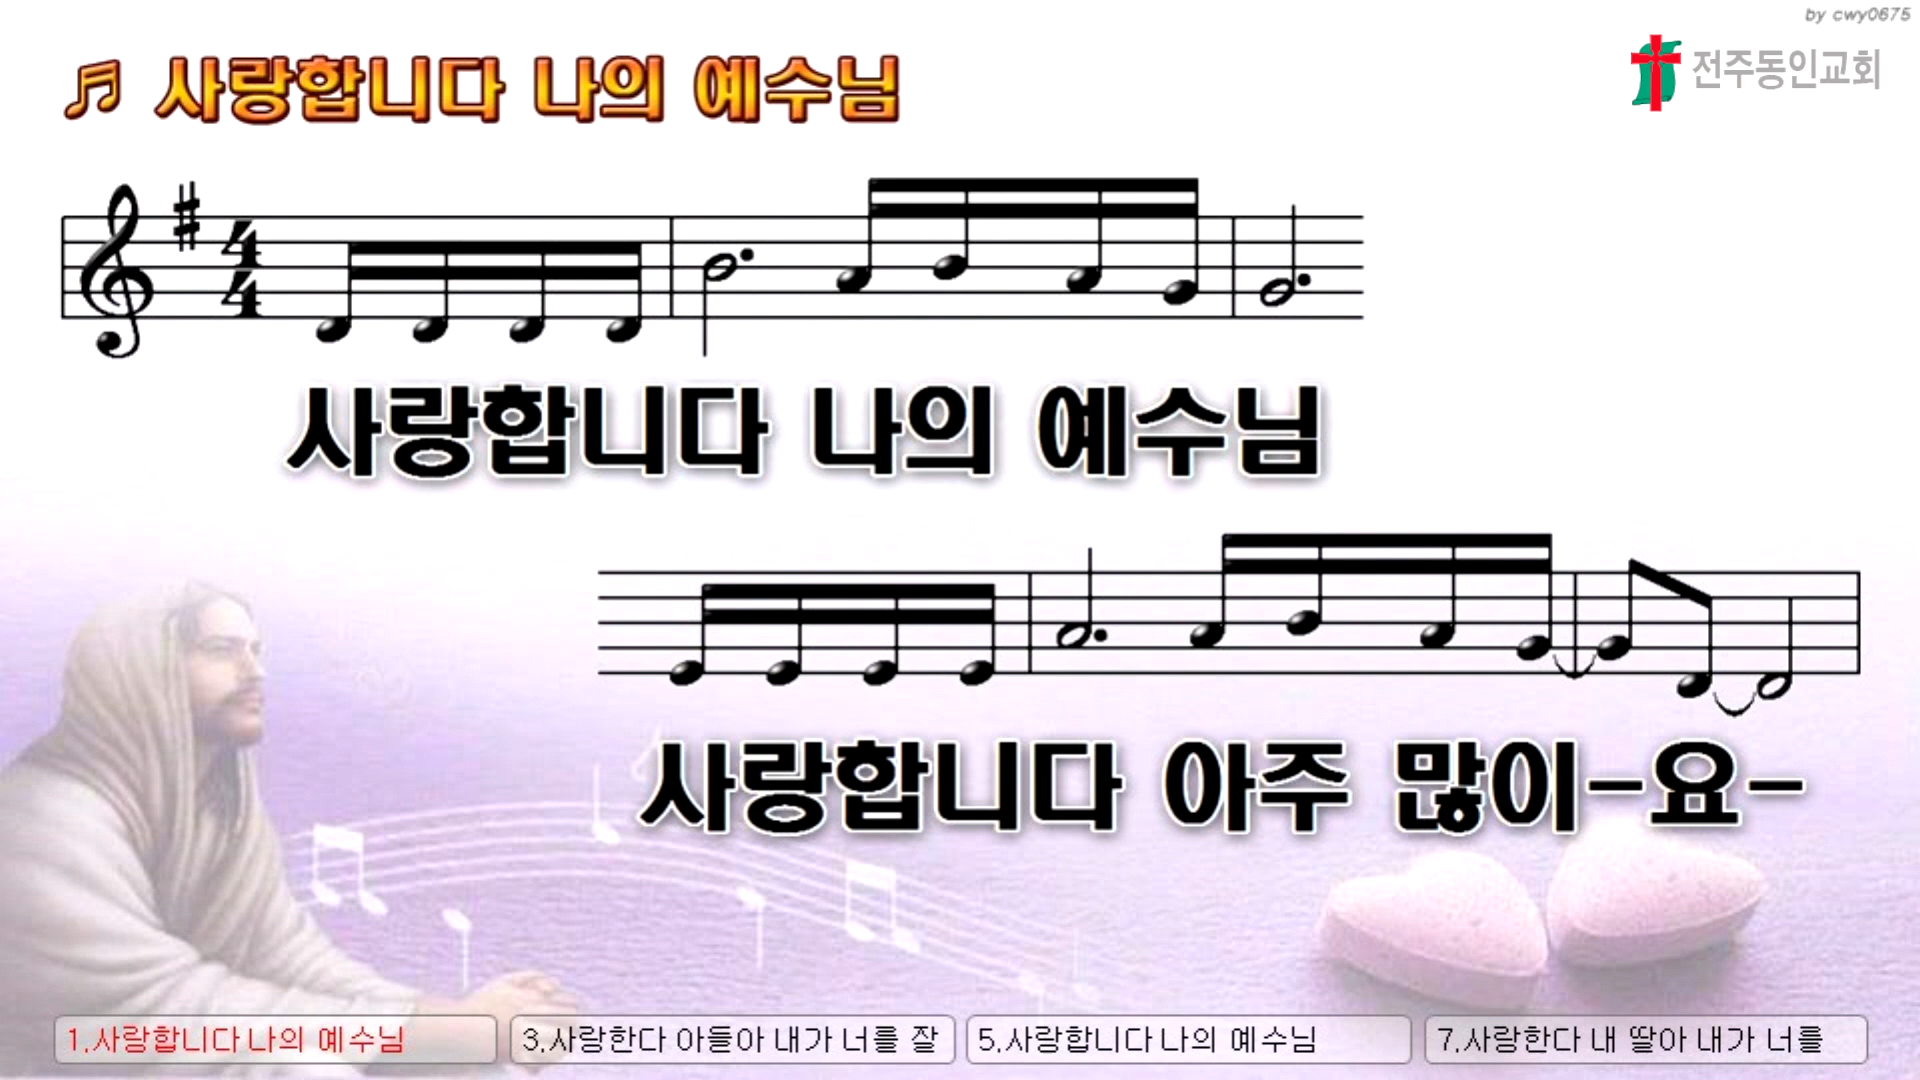 by cwy0675
♬ 사랑합니다 나의 예수님
전주동인교회
사랑합니다 나의 예수님
사랑합니다 아주 많이-요-
1.사랑합니다 나의 예수님
3.사랑한다 아들아 내가 너를 잘
5.사랑합니다 나의 예수님
7.사랑한다 내 딸아 내가 너를